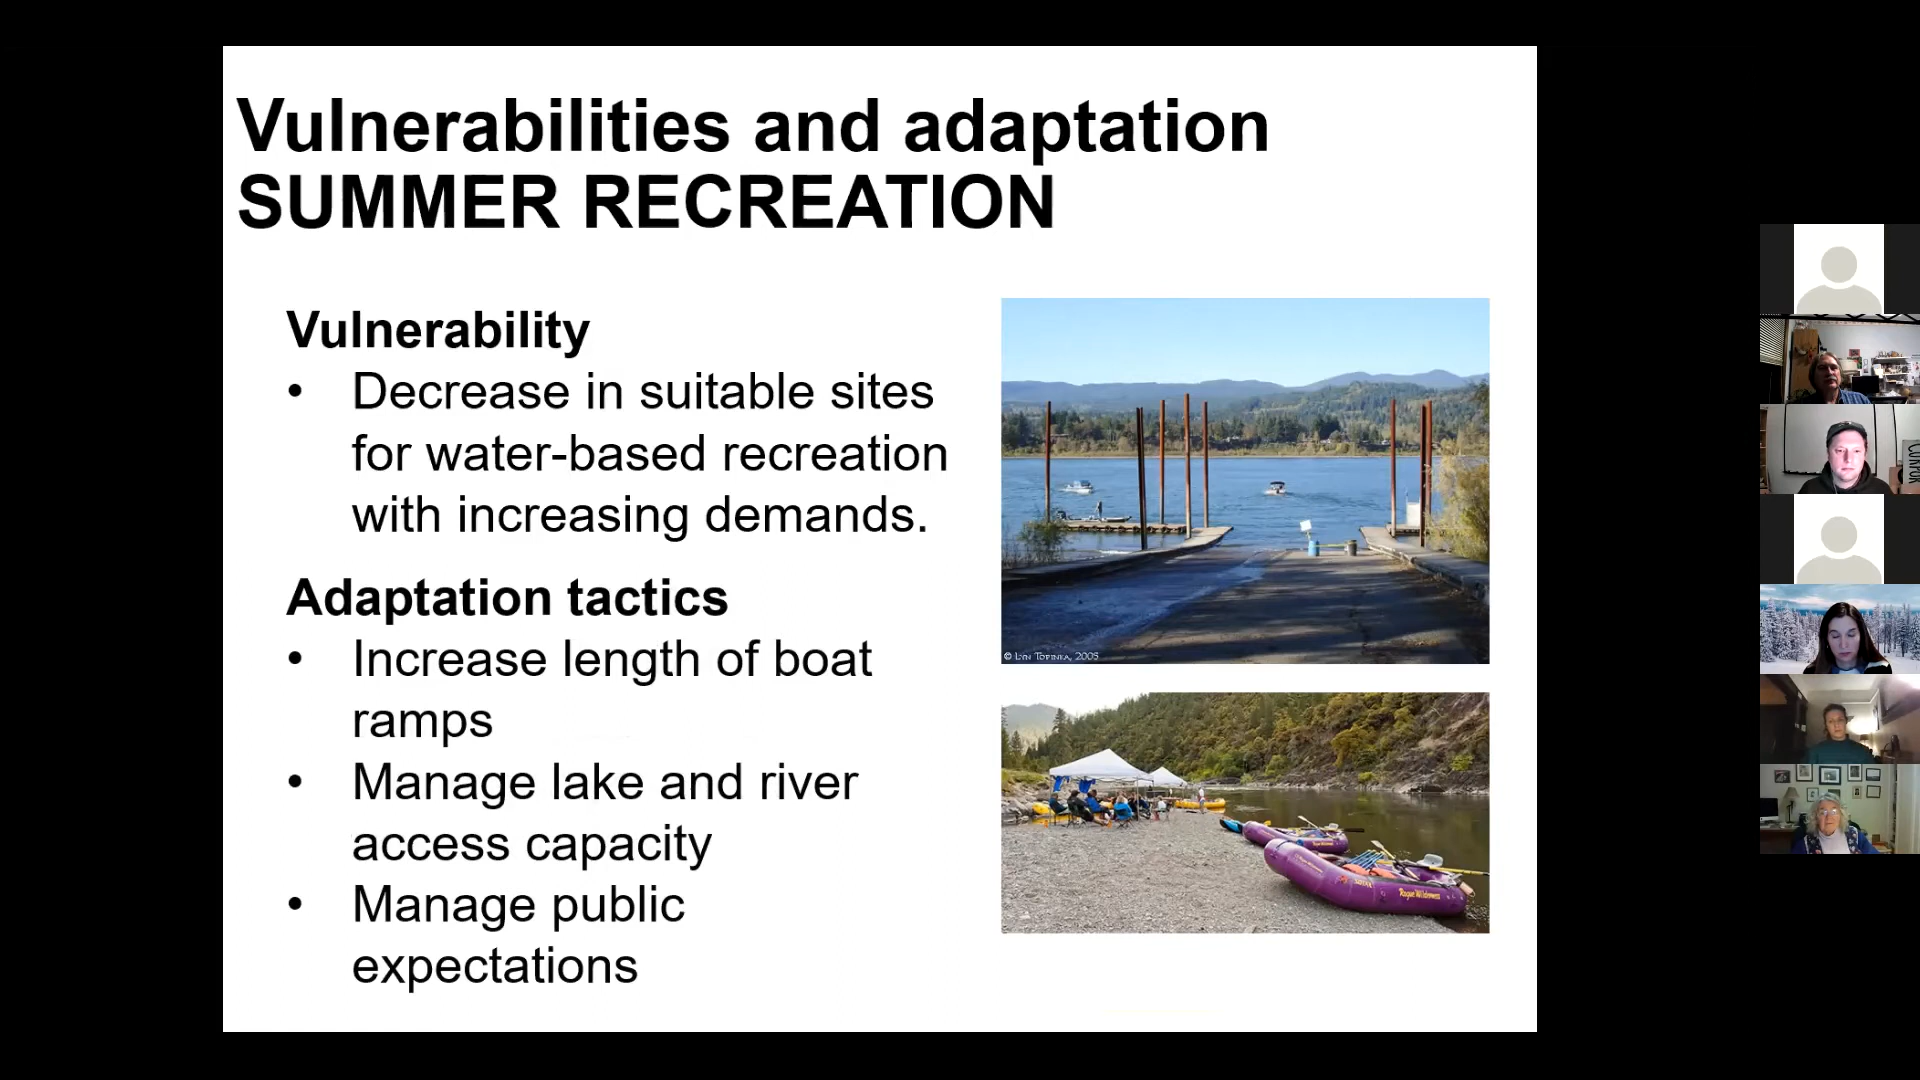 Vulnerabilities and adaptation
SUMMER RECREATION
Vulnerability
• Decrease in suitable sites
for water-based recreation
with increasing demands.
Adaptation tactics
• Increase length of boat
ramps
• Manage lake and river
access capacity
• Manage public
expectations
© Lyn Topinka, 2005